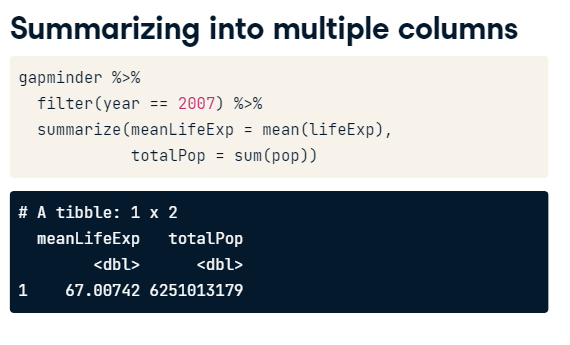 Summarizing into multiple columns
gapminder %>%
  filter(year == 2007) %>%
  summarize(meanLifeExp = mean(lifeExp),
            totalPop = sum(pop))
# A tibble: 1 x 2
  meanLifeExp   totalPop
        <dbl>      <dbl>
1    67.00742 6251013179